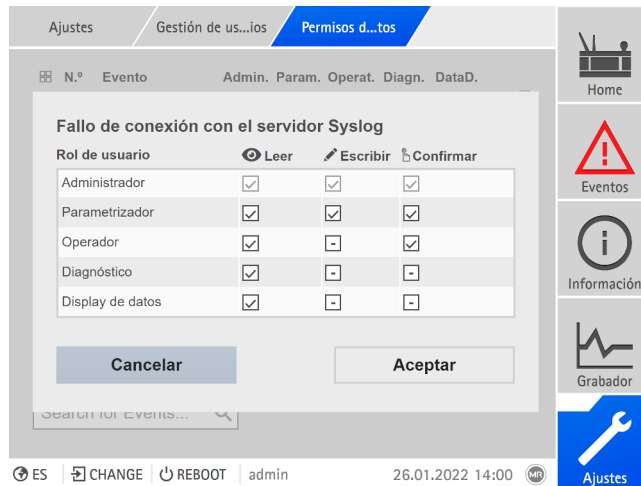 Ajustes Gestión de us...ios Permisos d...tos
N.º Evento Admin. Param. Operat. Diagn. DataD.
Home
Fallo de conexión con el servidor Syslog
Rol de usuario Leer Escribir Confirmar
Administrador
Parametrizador
Operador
Diagnóstico
Display de datos
Eventos
Información
Cancelar Aceptar
Grabador
Search for Events...
ES CHANGE REBOOT admin 26.01.2022 14:00 MR
Ajustes